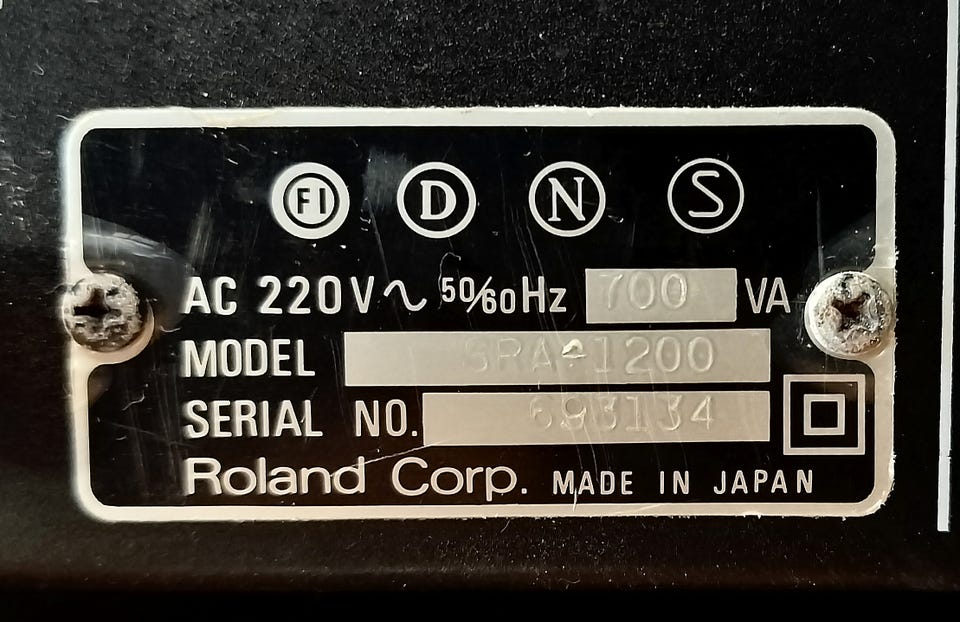 FI D N S
AC 220V~ 50/60Hz 700 VA
MODEL SRA-1200
SERIAL NO. 693134
Roland Corp. MADE IN JAPAN